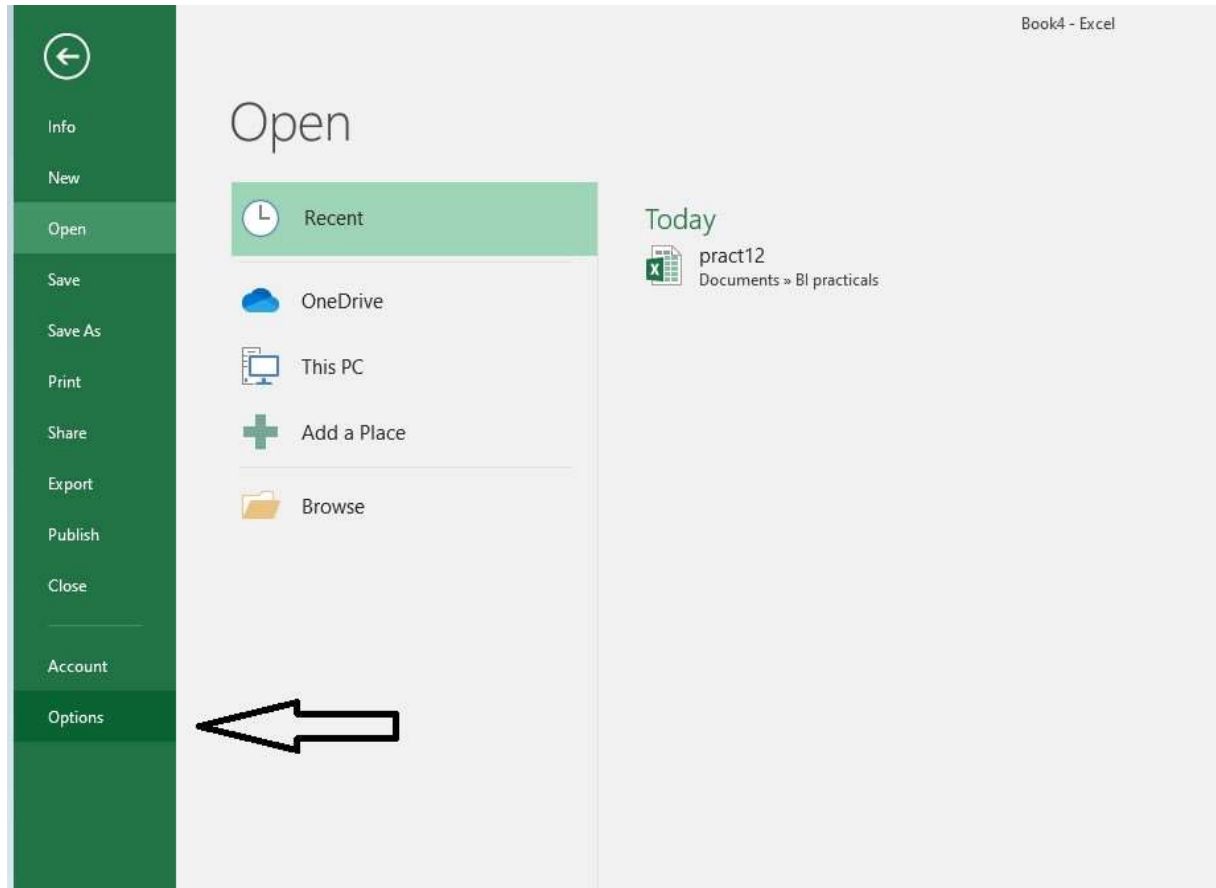 Book4 - Excel
Info
New
Open
Save
Save As
Print
Share
Export
Publish
Close
Account
Options
Open
Recent
OneDrive
This PC
Add a Place
Browse
Today
pract12
Documents » BI practicals